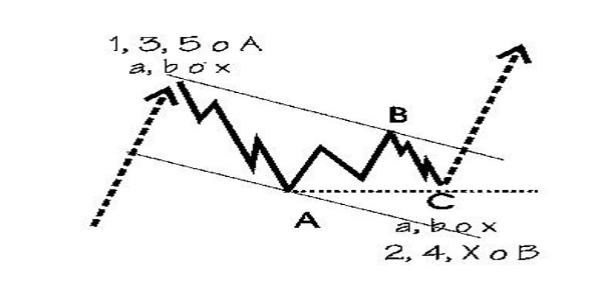 1, 3, 5 o A
a, b o x
B
A
C
a, b o x
2, 4, X o B